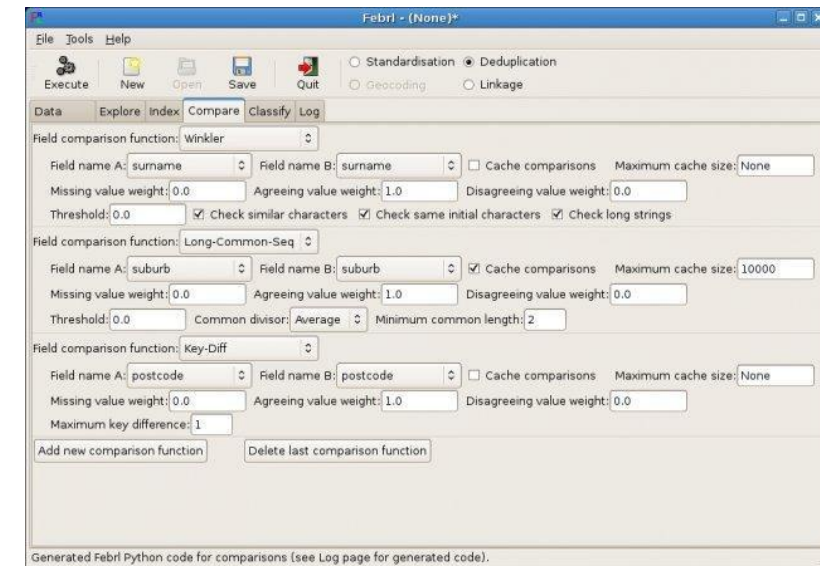 Febrl - (None)*
File Tools Help
Execute New Open Save Quit Standardisation Deduplication
Geocoding Linkage
Data Explore Index Compare Classify Log
Field comparison function: Winkler
Field name A: surname Field name B: surname Cache comparisons Maximum cache size: None
Missing value weight: 0.0 Agreeing value weight: 1.0 Disagreeing value weight: 0.0
Threshold: 0.0 Check similar characters Check same initial characters Check long strings
Field comparison function: Long-Common-Seq
Field name A: suburb Field name B: suburb Cache comparisons Maximum cache size: 10000
Missing value weight: 0.0 Agreeing value weight: 1.0 Disagreeing value weight: 0.0
Threshold: 0.0 Common divisor: Average Minimum common length: 2
Field comparison function: Key-Diff
Field name A: postcode Field name B: postcode Cache comparisons Maximum cache size: None
Missing value weight: 0.0 Agreeing value weight: 1.0 Disagreeing value weight: 0.0
Maximum key difference: 1
Add new comparison function Delete last comparison function
Generated Febrl Python code for comparisons (see Log page for generated code).